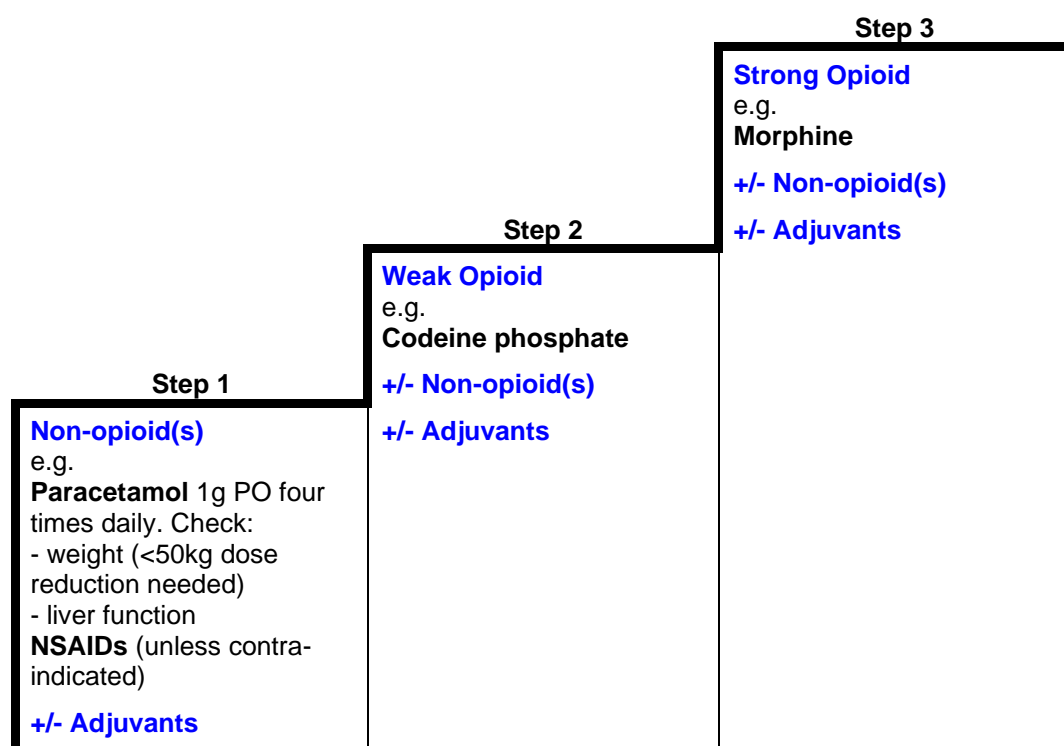 Step 3
Strong Opioid
e.g.
Morphine
+/- Non-opioid(s)
+/- Adjuvants
Step 2
Weak Opioid
e.g.
Codeine phosphate
+/- Non-opioid(s)
+/- Adjuvants
Step 1
Non-opioid(s)
e.g.
Paracetamol 1g PO four
times daily. Check:
- weight (<50kg dose
reduction needed)
- liver function
NSAIDs (unless contra-
indicated)
+/- Adjuvants